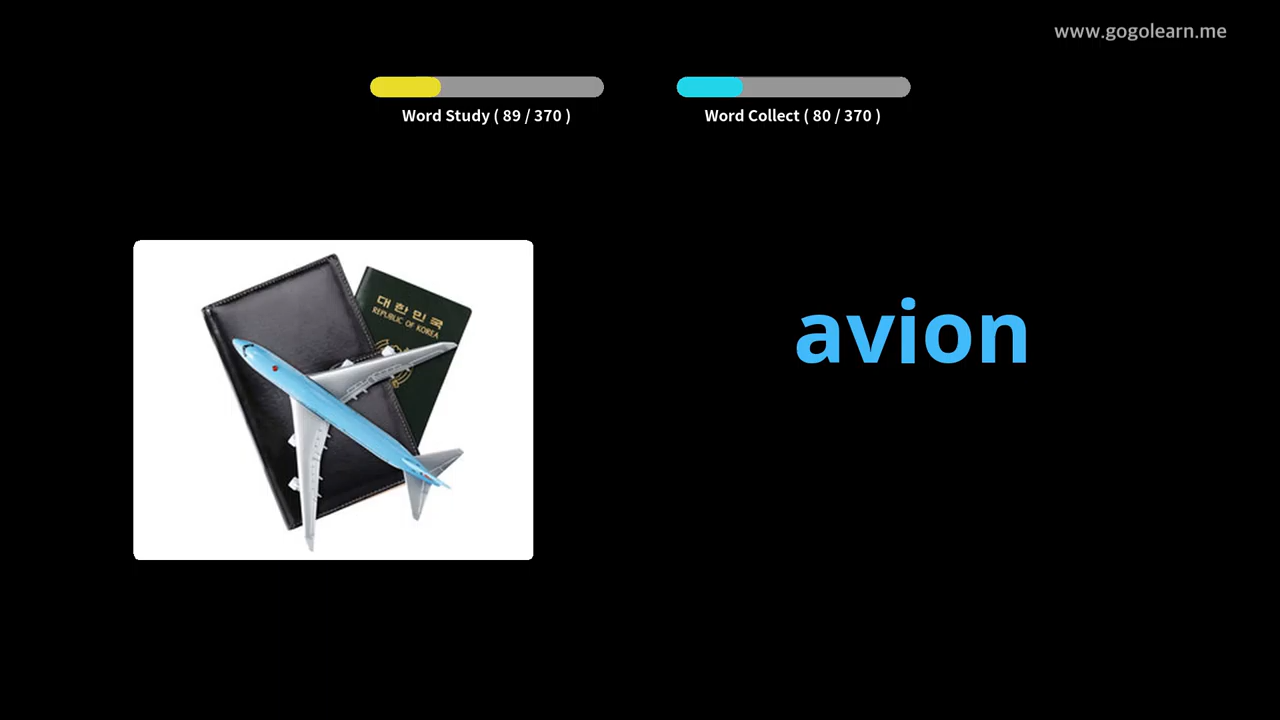 www.gogolearn.me
Word Study ( 89 / 370 )
Word Collect ( 80 / 370 )
대한민국
REPUBLIC OF KOREA
avion